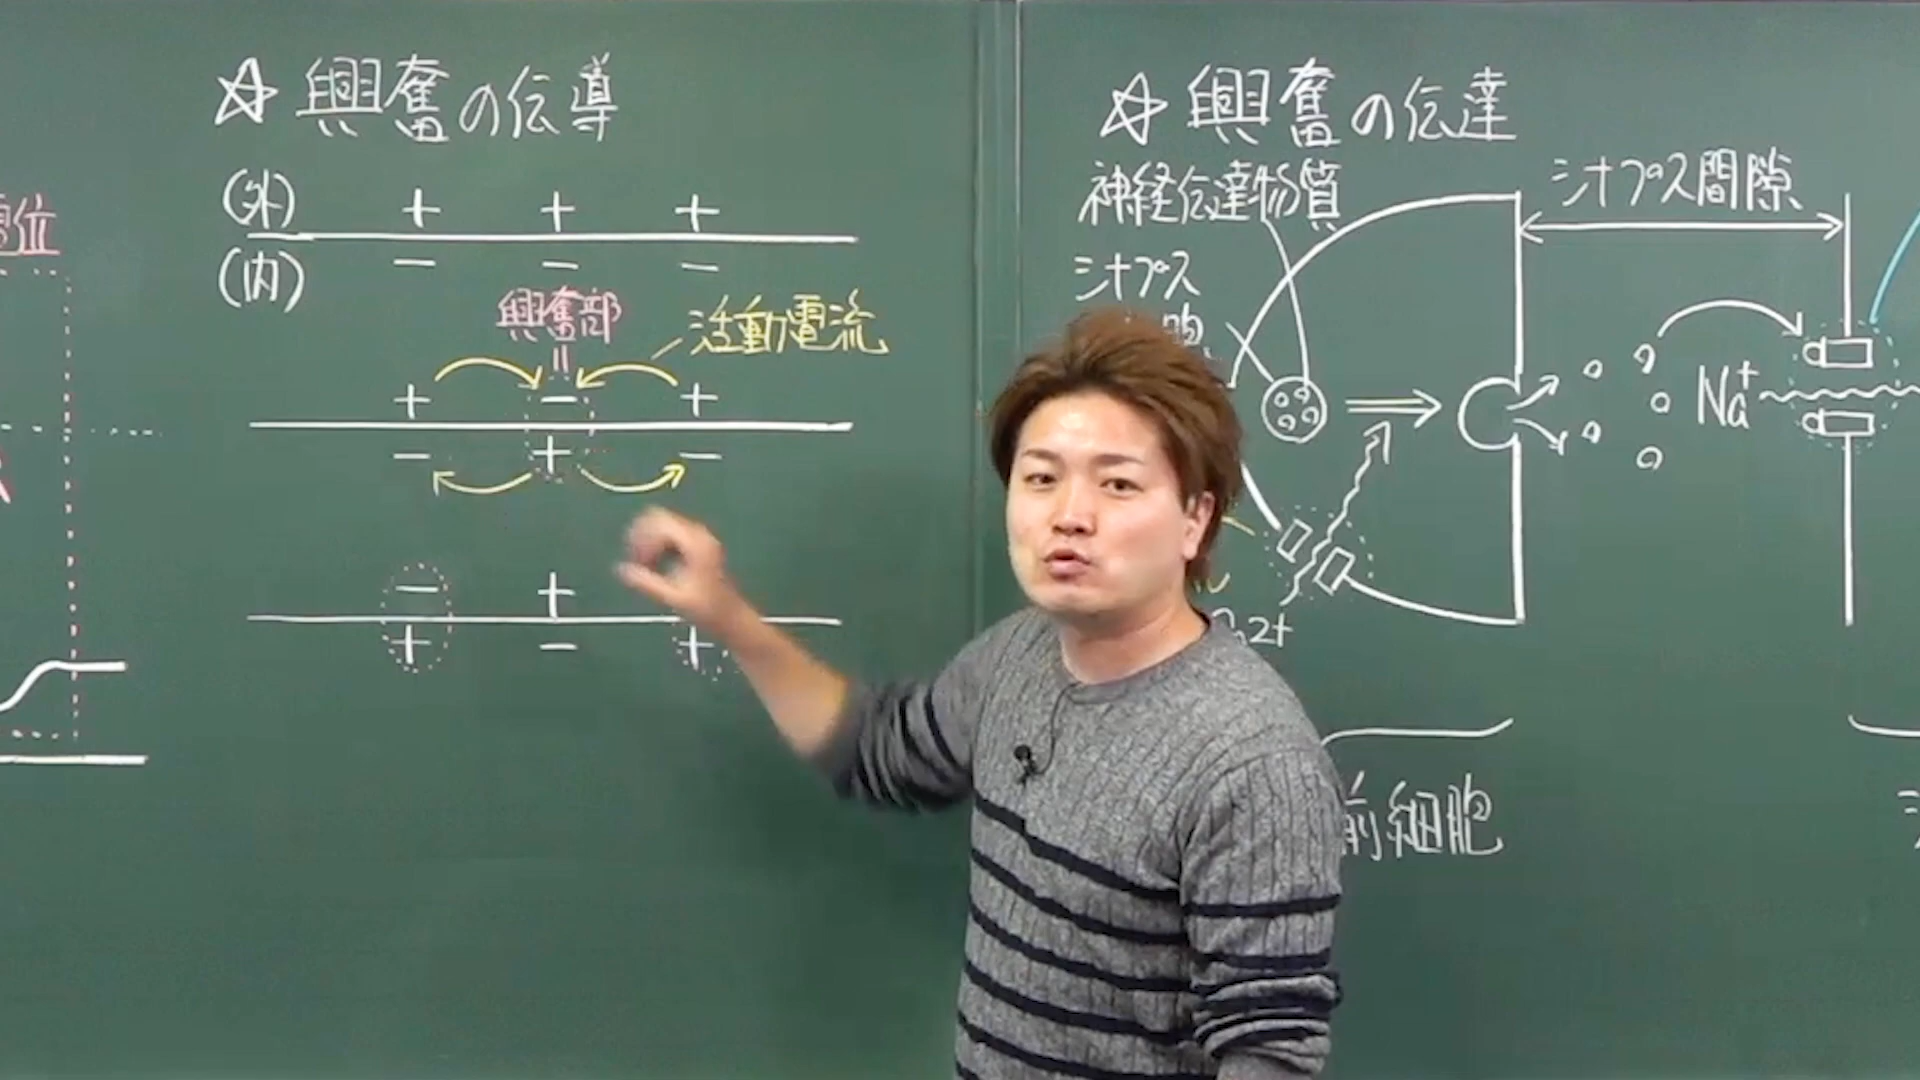 電位
☆ 興奮の伝導
(外) + + +
(内) − − −
興奮部
活動電流
+ − +
− + −
− +
+ − +
☆ 興奮の伝達
神経伝達物質
シナプス間隙
シナプス
胞
Na+
2+
前細胞